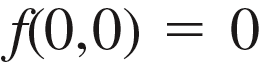 f(0,0) = 0